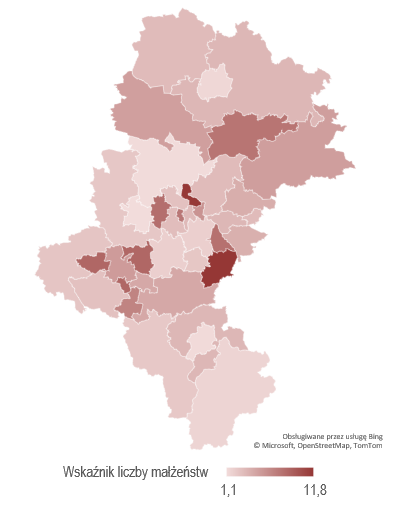 Obsługiwane przez usługę Bing
© Microsoft, OpenStreetMap, TomTom
Wskaźnik liczby małżeństw
1,1 11,8